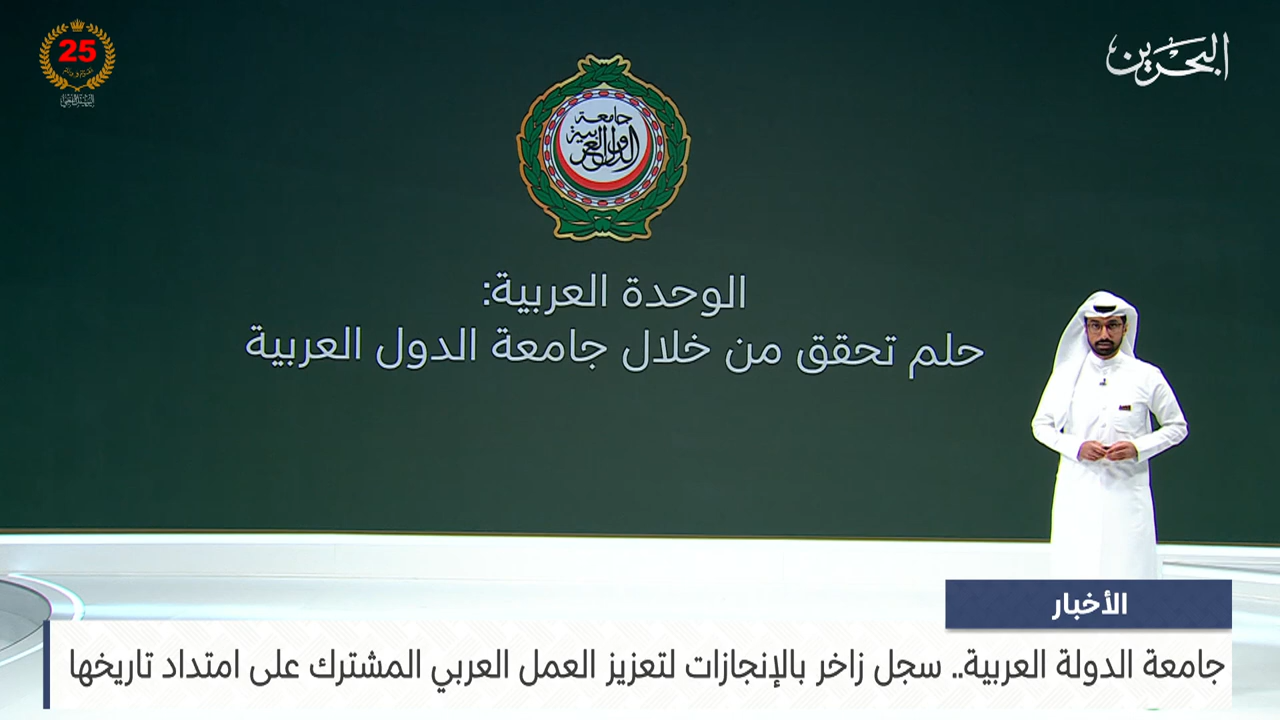 البحرين
25
جامعة
الدول العربية
الوحدة العربية:
حلم تحقق من خلال جامعة الدول العربية
الأخبار
جامعة الدولة العربية.. سجل زاخر بالإنجازات لتعزيز العمل العربي المشترك على امتداد تاريخها